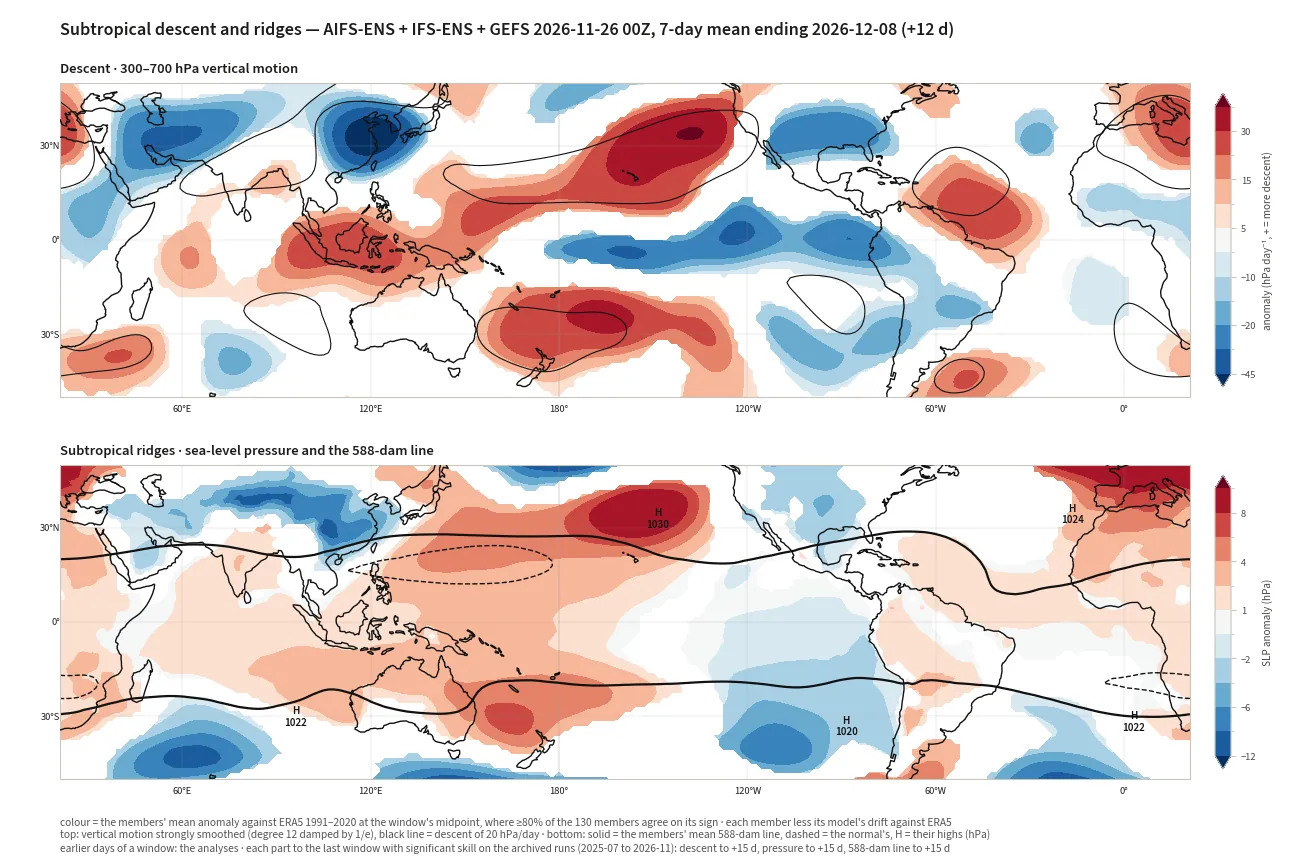 Subtropical descent and ridges — AIFS-ENS + IFS-ENS + GEFS 2026-11-26 00Z, 7-day mean ending 2026-12-08 (+12 d)
Descent · 300–700 hPa vertical motion
30°N
0°
30°S
60°E
120°E
180°
120°W
60°W
0°
30
15
5
−10
−20
−45
anomaly (hPa day⁻¹, + = more descent)
Subtropical ridges · sea-level pressure and the 588-dam line
30°N
0°
30°S
H
1030
H
1024
H
1022
H
1020
H
1022
60°E
120°E
180°
120°W
60°W
0°
8
4
1
−2
−6
−12
SLP anomaly (hPa)
colour = the members' mean anomaly against ERA5 1991–2020 at the window's midpoint, where ≥80% of the 130 members agree on its sign · each member less its model's drift against ERA5
top: vertical motion strongly smoothed (degree 12 damped by 1/e), black line = descent of 20 hPa/day · bottom: solid = the members' mean 588-dam line, dashed = the normal's, H = their highs (hPa)
earlier days of a window: the analyses · each part to the last window with significant skill on the archived runs (2025-07 to 2026-11): descent to +15 d, pressure to +15 d, 588-dam line to +15 d